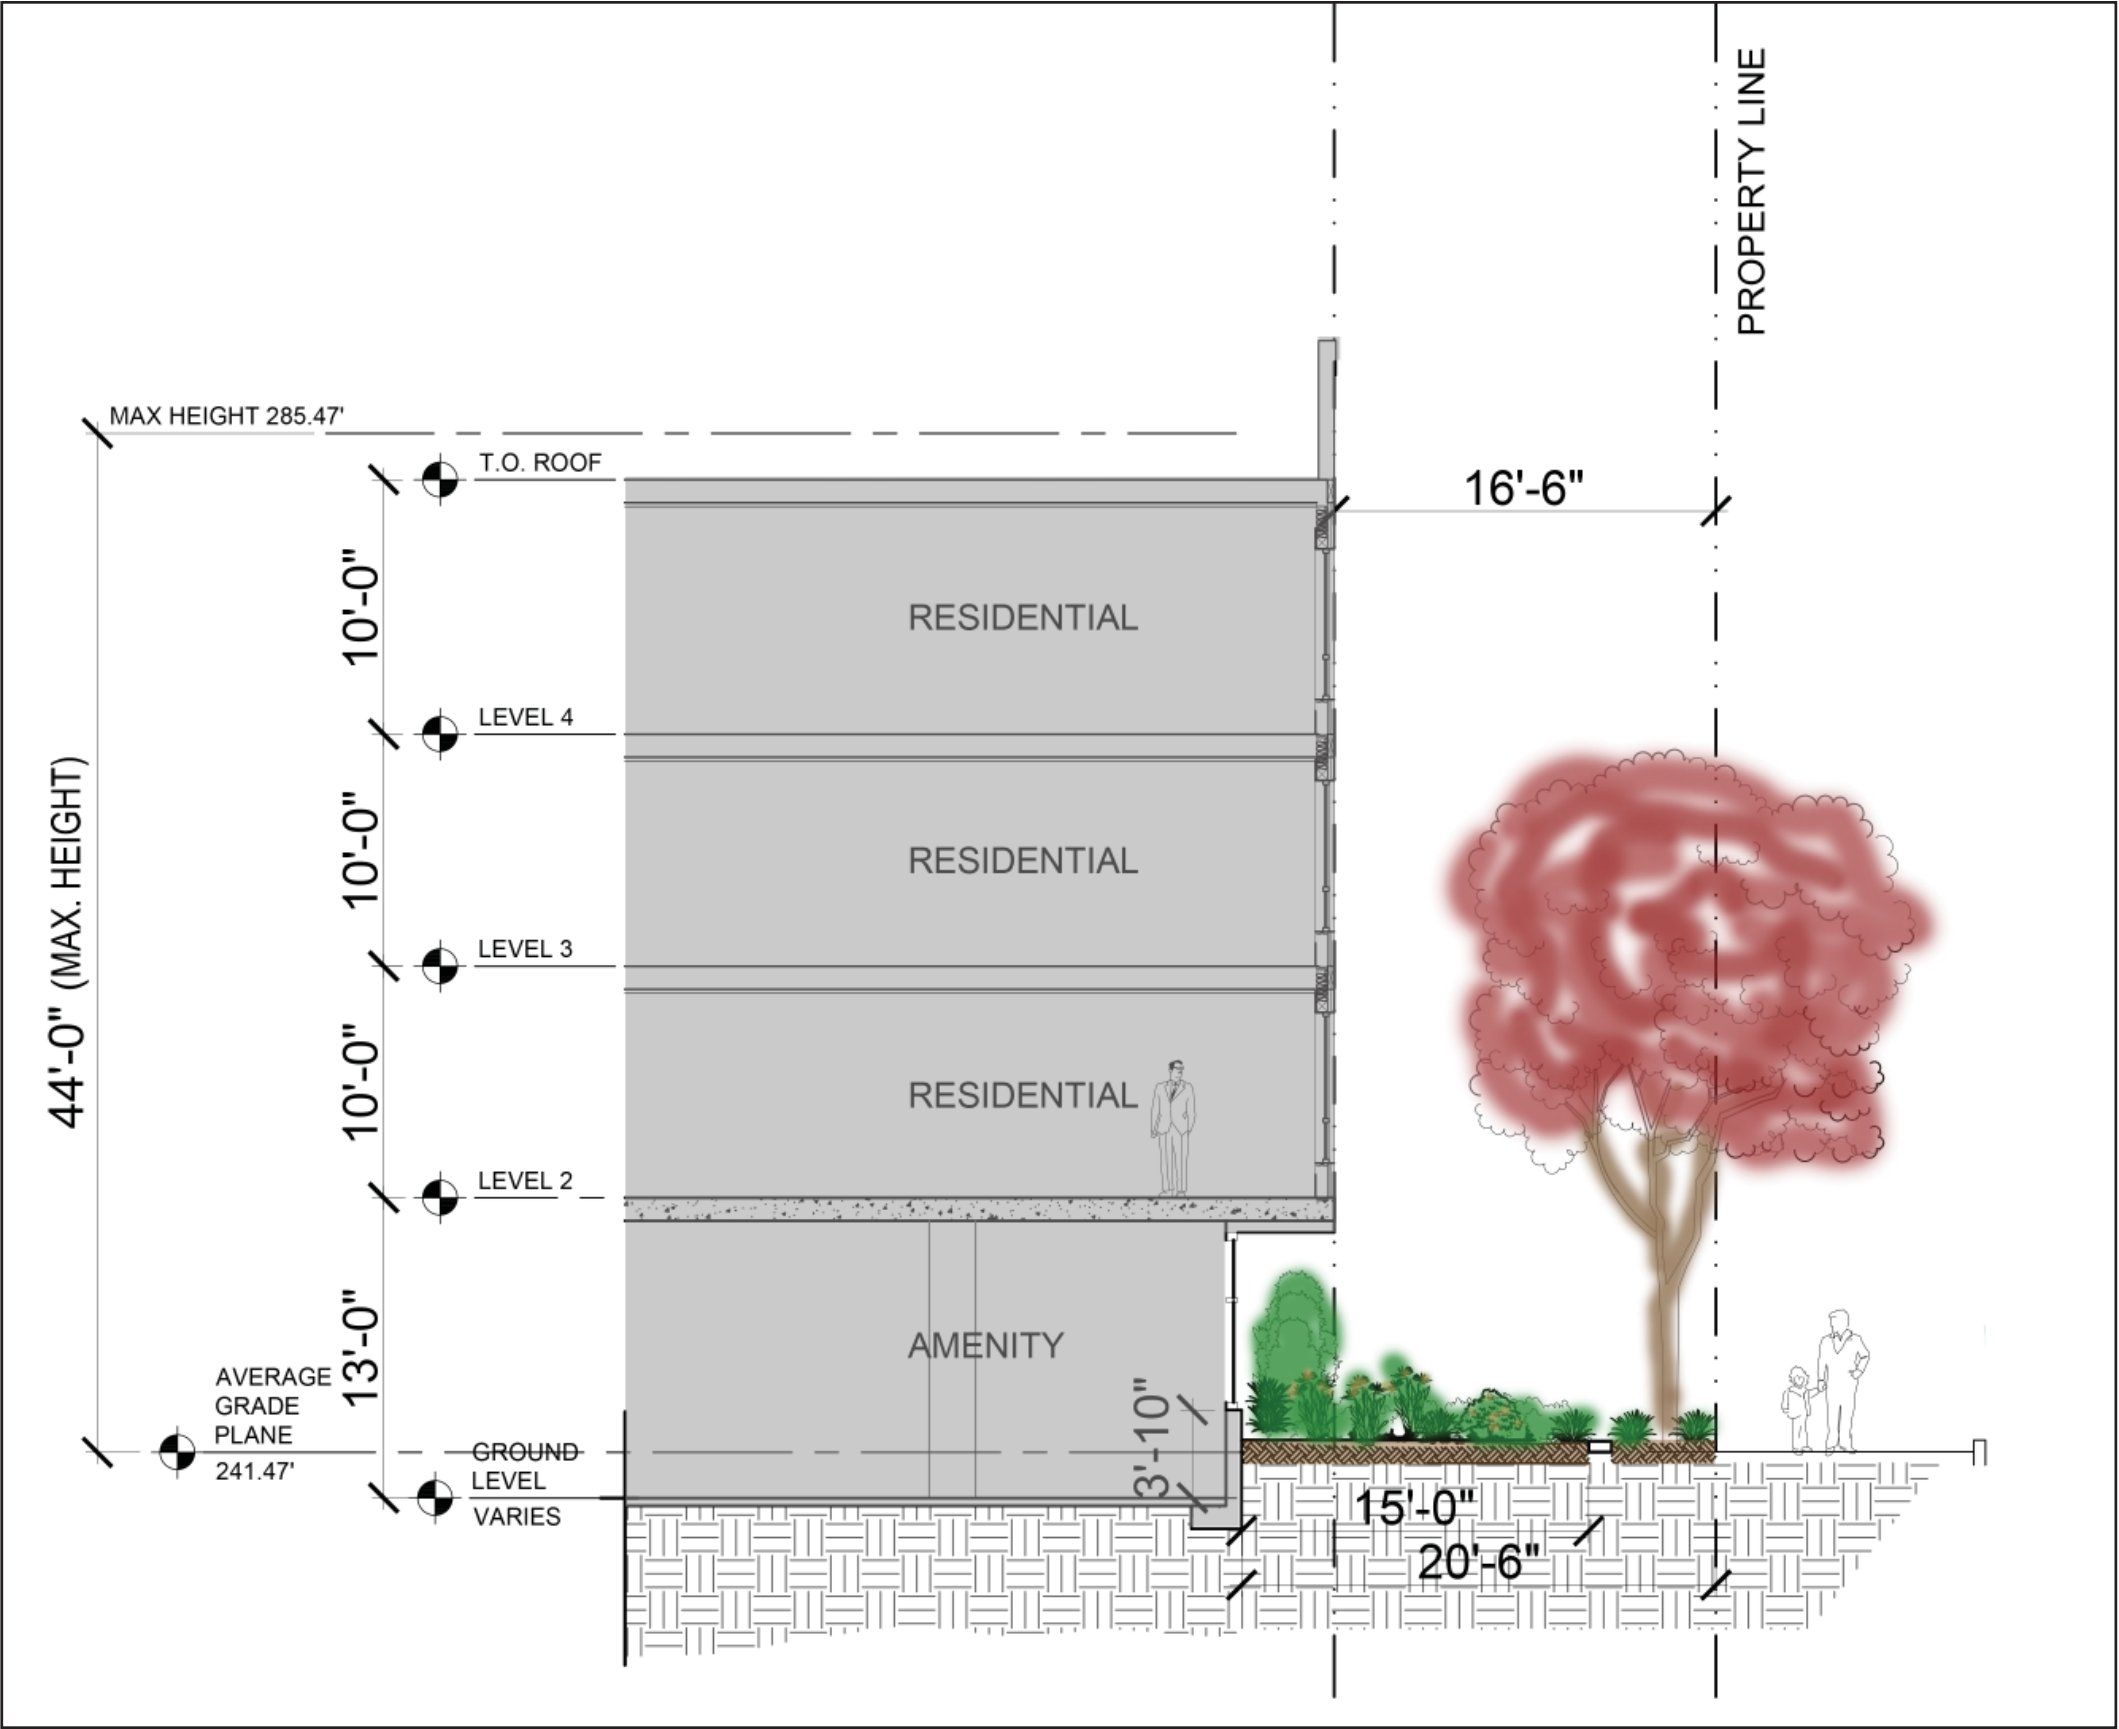 PROPERTY LINE
MAX HEIGHT 285.47'
T.O. ROOF
16'-6"
10'-0"
RESIDENTIAL
LEVEL 4
44'-0" (MAX. HEIGHT)
10'-0"
RESIDENTIAL
LEVEL 3
10'-0"
RESIDENTIAL
LEVEL 2
13'-0"
AMENITY
AVERAGE
GRADE
PLANE
241.47'
GROUND
LEVEL
VARIES
3'-10"
15'-0"
20'-6"